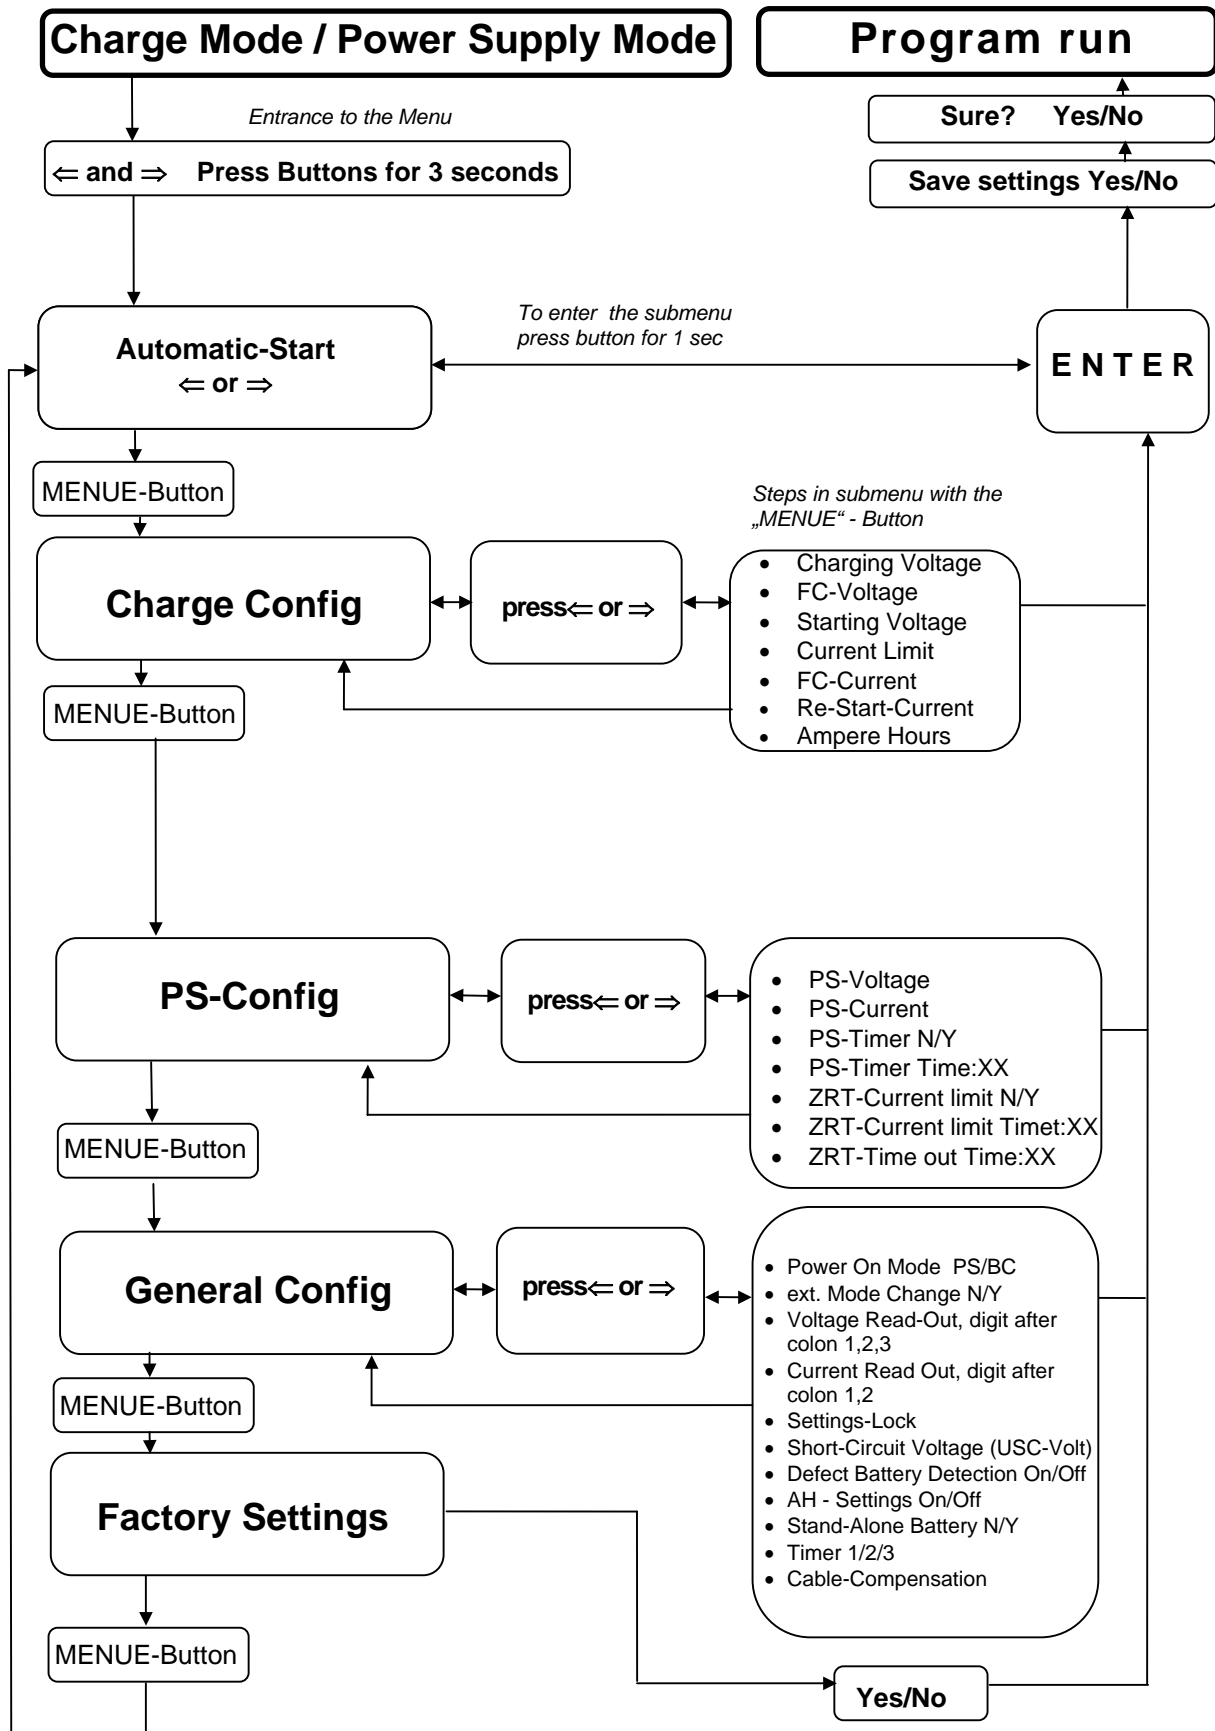 Charge Mode / Power Supply Mode
Program run
Entrance to the Menu
⇐ and ⇒ Press Buttons for 3 seconds
Sure? Yes/No
Save settings Yes/No
Automatic-Start
⇐ or ⇒
To enter the submenu
press button for 1 sec
E N T E R
MENUE-Button
Charge Config
press⇐ or ⇒
Steps in submenu with the
„MENUE“ - Button
• Charging Voltage
• FC-Voltage
• Starting Voltage
• Current Limit
• FC-Current
• Re-Start-Current
• Ampere Hours
MENUE-Button
PS-Config
press⇐ or ⇒
• PS-Voltage
• PS-Current
• PS-Timer N/Y
• PS-Timer Time:XX
• ZRT-Current limit N/Y
• ZRT-Current limit Timet:XX
• ZRT-Time out Time:XX
MENUE-Button
General Config
press⇐ or ⇒
• Power On Mode PS/BC
• ext. Mode Change N/Y
• Voltage Read-Out, digit after
colon 1,2,3
• Current Read Out, digit after
colon 1,2
• Settings-Lock
• Short-Circuit Voltage (USC-Volt)
• Defect Battery Detection On/Off
• AH - Settings On/Off
• Stand-Alone Battery N/Y
• Timer 1/2/3
• Cable-Compensation
MENUE-Button
Factory Settings
MENUE-Button
Yes/No